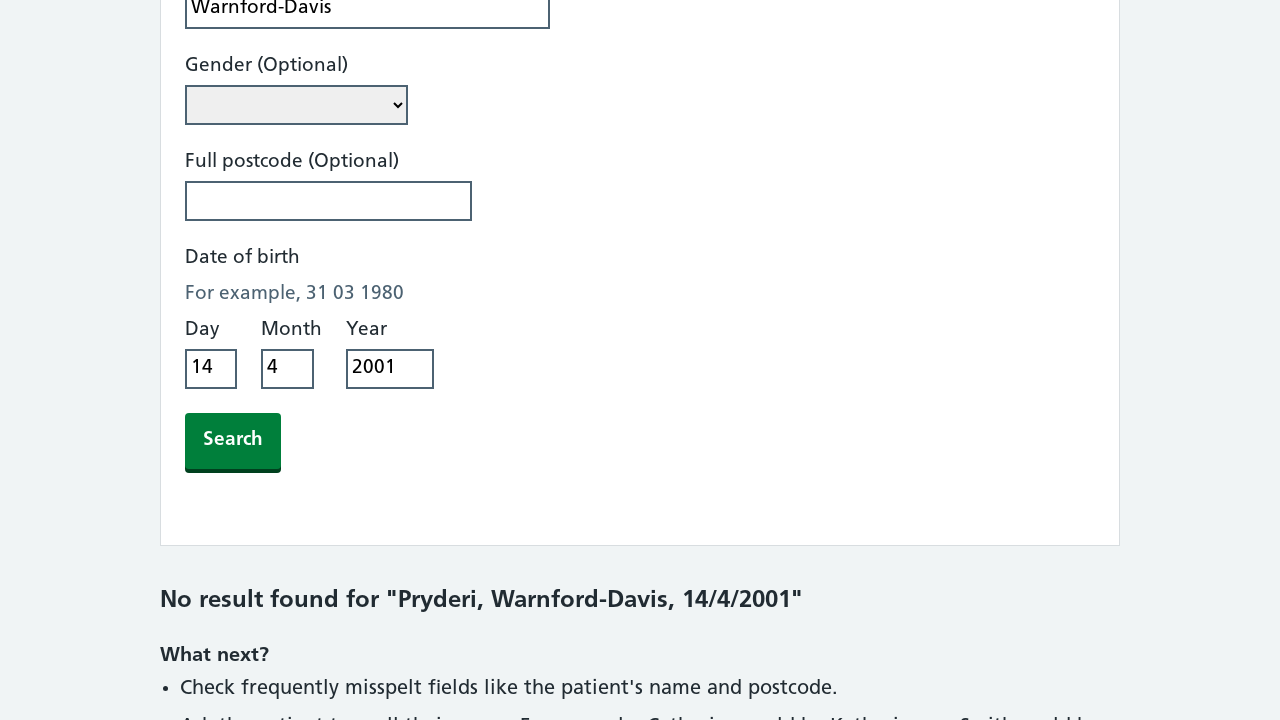 Warnford-Davis
Gender (Optional)
Full postcode (Optional)
Date of birth
For example, 31 03 1980
Day Month Year
14 4 2001
Search
No result found for "Pryderi, Warnford-Davis, 14/4/2001"
What next?
• Check frequently misspelt fields like the patient's name and postcode.